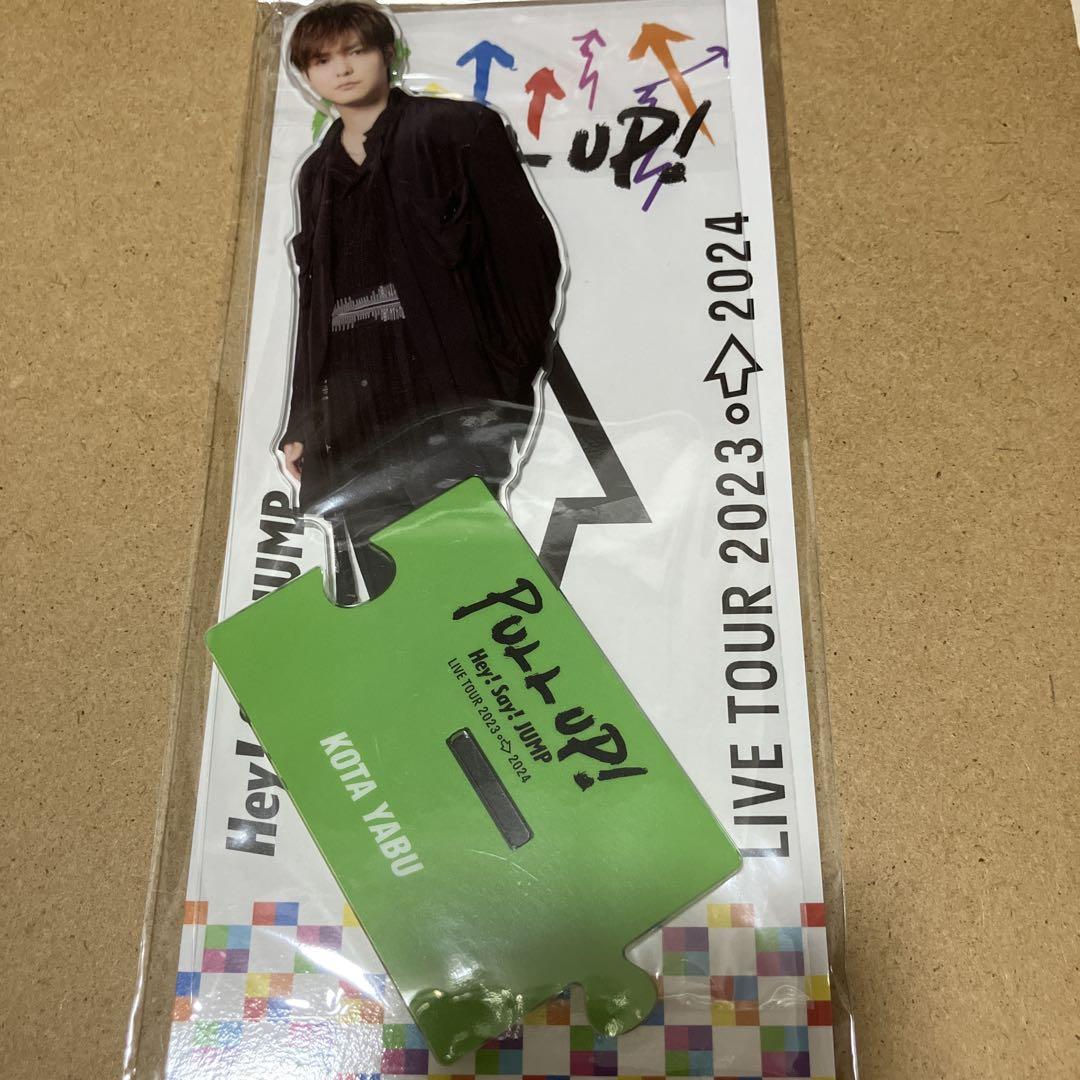 UP!
LIVE TOUR 2023 2024
Hey! JUMP
PULL UP!
Hey! Say! JUMP
LIVE TOUR 2023 2024
KOTA YABU